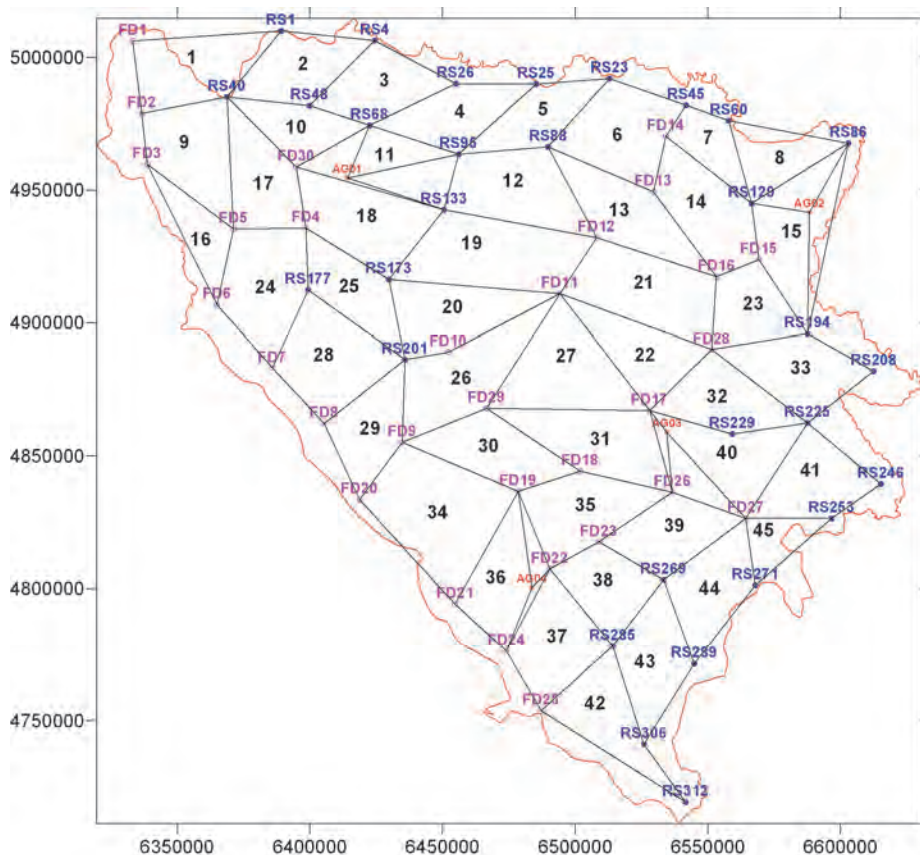 FD1 RS1
5000000 1 2 RS4
3 RS26 RS25 RS23
RS40 RS48 RS45
FD2 RS68 4 5 RS60
10 6 FD14 7 RS86
9 RS95 RS88
FD3 FD30 11 8
4950000 AG01 12 FD13
17 RS133 14 RS129 AG02
FD5 FD4 18 13 15
16 19 FD12
FD15
RS173 FD16
24 RS177 25 FD11 21
FD6 23
4900000 20 RS194
FD10
FD7 28 RS201 27 22 FD28 33 RS208
26
FD29 FD17 32
FD8 29 AG03 RS229 RS225
FD9 30 31 40
4850000
FD18 41 RS246
FD20 FD19 FD26
34 35 FD27 RS253
39 45
FD23
FD22
36 AG04 38 RS269 RS271
4800000 FD21 44
37 RS285
FD24 43 RS289
FD25 42
4750000
RS306
RS312
6350000 6400000 6450000 6500000 6550000 6600000